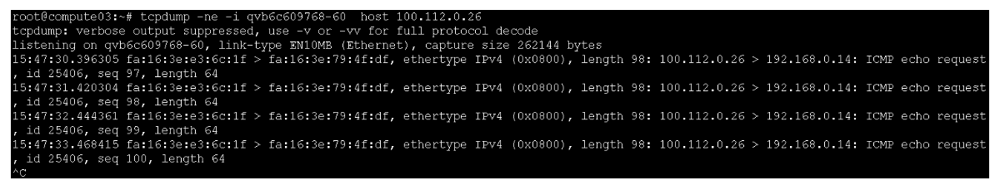 root@compute03:~# tcpdump -ne -i qvb6c609768-60  host 100.112.0.26
tcpdump: verbose output suppressed, use -v or -vv for full protocol decode
listening on qvb6c609768-60, link-type EN10MB (Ethernet), capture size 262144 bytes
15:47:30.396305 fa:16:3e:e3:6c:1f > fa:16:3e:79:4f:df, ethertype IPv4 (0x0800), length 98: 100.112.0.26 > 192.168.0.14: ICMP echo request
, id 25406, seq 97, length 64
15:47:31.420304 fa:16:3e:e3:6c:1f > fa:16:3e:79:4f:df, ethertype IPv4 (0x0800), length 98: 100.112.0.26 > 192.168.0.14: ICMP echo request
, id 25406, seq 98, length 64
15:47:32.444361 fa:16:3e:e3:6c:1f > fa:16:3e:79:4f:df, ethertype IPv4 (0x0800), length 98: 100.112.0.26 > 192.168.0.14: ICMP echo request
, id 25406, seq 99, length 64
15:47:33.468415 fa:16:3e:e3:6c:1f > fa:16:3e:79:4f:df, ethertype IPv4 (0x0800), length 98: 100.112.0.26 > 192.168.0.14: ICMP echo request
, id 25406, seq 100, length 64
^C